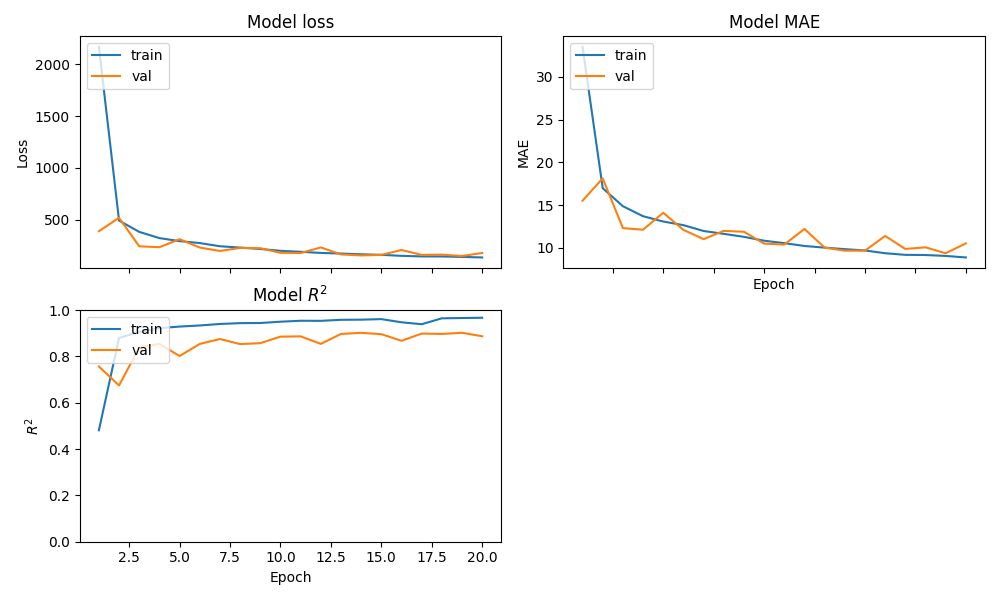 Model loss
train
val
2000
1500
1000
500
Loss
Model MAE
train
val
30
25
20
15
10
MAE
Epoch
Model $R^2$
train
val
1.0
0.8
0.6
0.4
0.2
0.0
$R^2$
2.5 5.0 7.5 10.0 12.5 15.0 17.5 20.0
Epoch